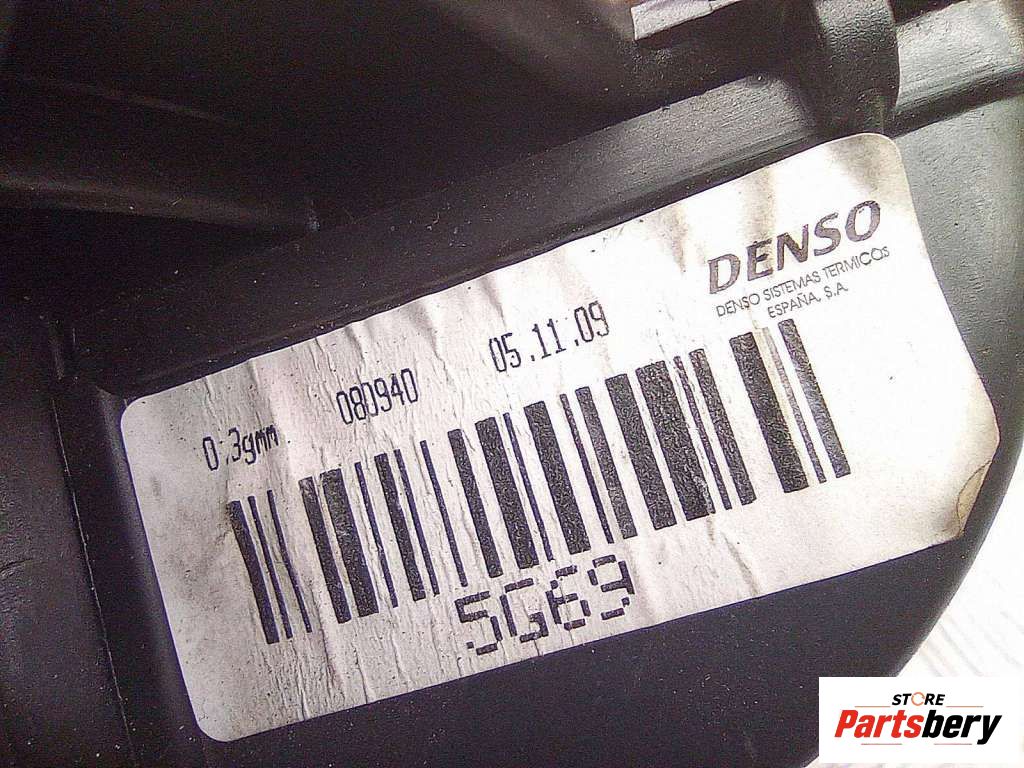 DENSO
DENSO SISTEMAS TERMICOS
ESPAÑA, S.A.
0.3gmm 080940 05.11.09
5G69
STORE
Partsbery